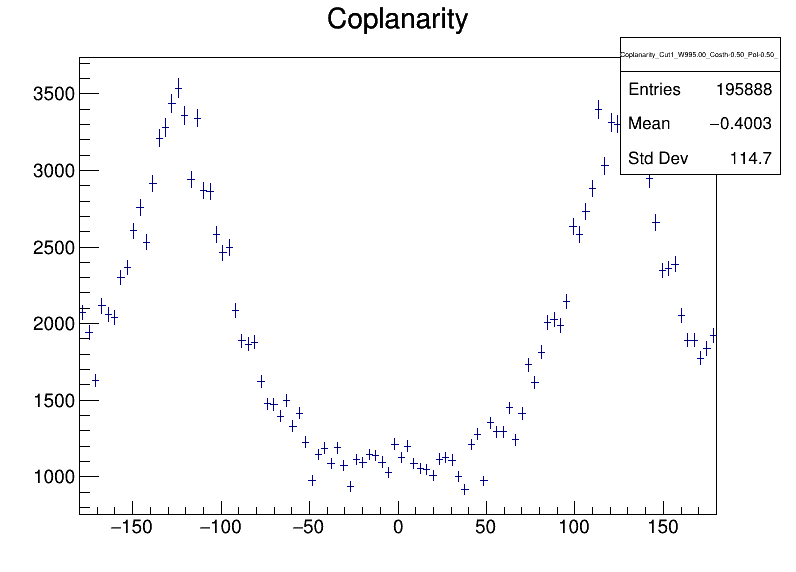 Coplanarity
Coplanarity_Cut1_W995.00_Costh-0.50_Pol-0.50_
Entries 195888
Mean −0.4003
Std Dev 114.7
3500
3000
2500
2000
1500
1000
−150 −100 −50 0 50 100 150